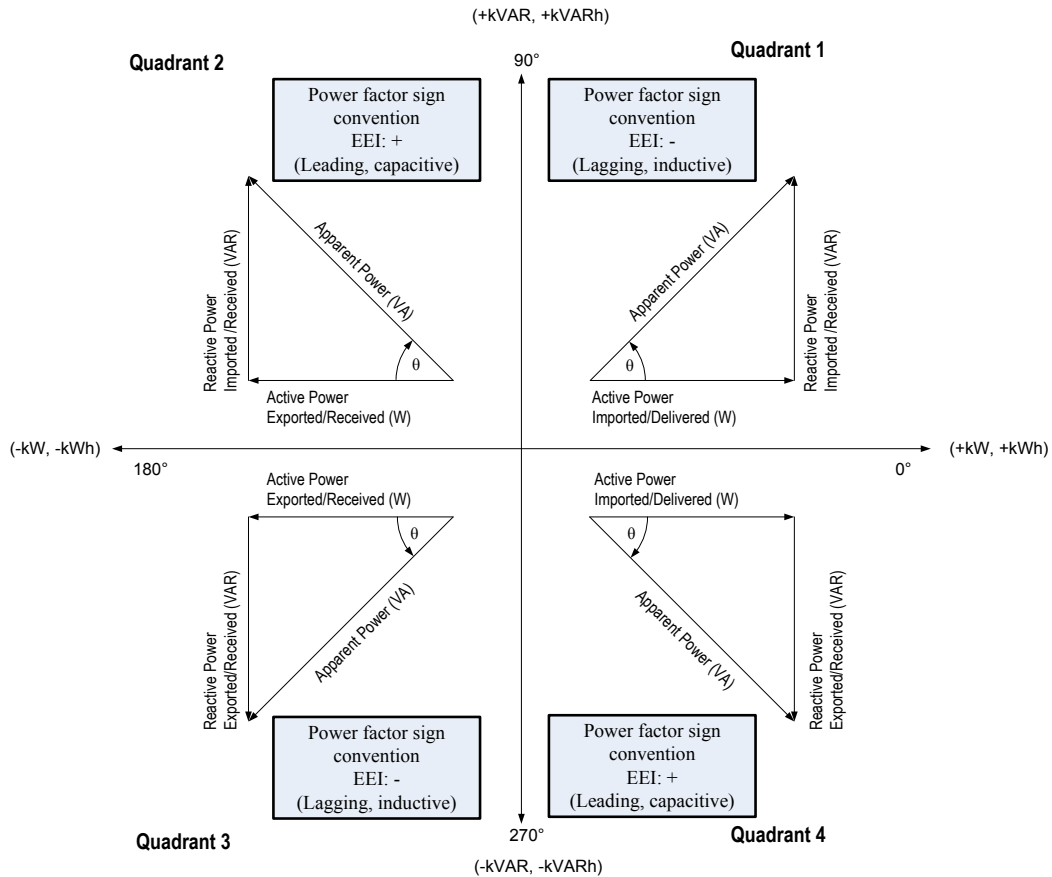 (+kVAR, +kVARh)
Quadrant 2
Quadrant 1
90°
Power factor sign
convention
EEI: +
(Leading, capacitive)
Power factor sign
convention
EEI: -
(Lagging, inductive)
Reactive Power
Imported /Received (VAR)
Apparent Power (VA)
θ
Active Power
Exported/Received (W)
Apparent Power (VA)
θ
Active Power
Imported/Delivered (W)
Reactive Power
Imported/Received (VAR)
(-kW, -kWh)
180°
0°
(+kW, +kWh)
Active Power
Exported/Received (W)
θ
Apparent Power (VA)
Reactive Power
Exported/Received (VAR)
Active Power
Imported/Delivered (W)
θ
Apparent Power (VA)
Reactive Power
Exported/Received (VAR)
Power factor sign
convention
EEI: -
(Lagging, inductive)
Power factor sign
convention
EEI: +
(Leading, capacitive)
Quadrant 3
270°
Quadrant 4
(-kVAR, -kVARh)